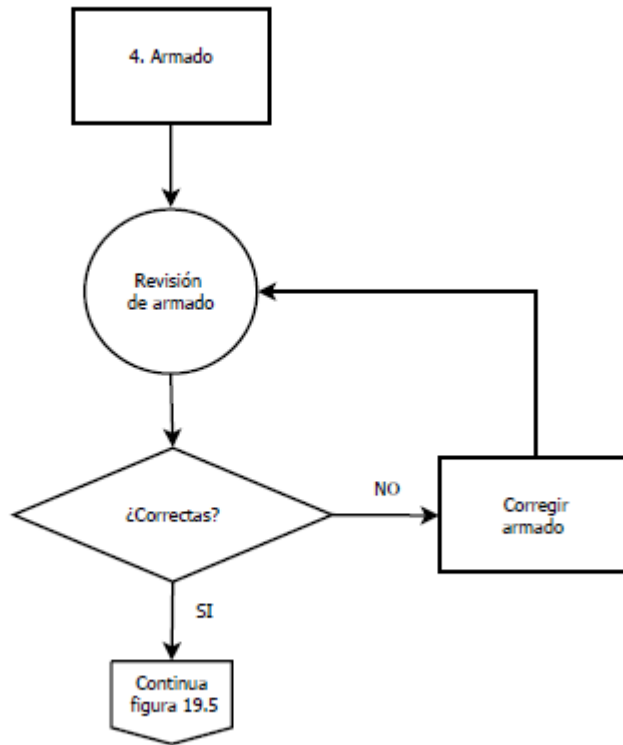 4. Armado
Revisión
de armado
¿Correctas?
NO
Corregir
armado
SI
Continua
figura 19.5